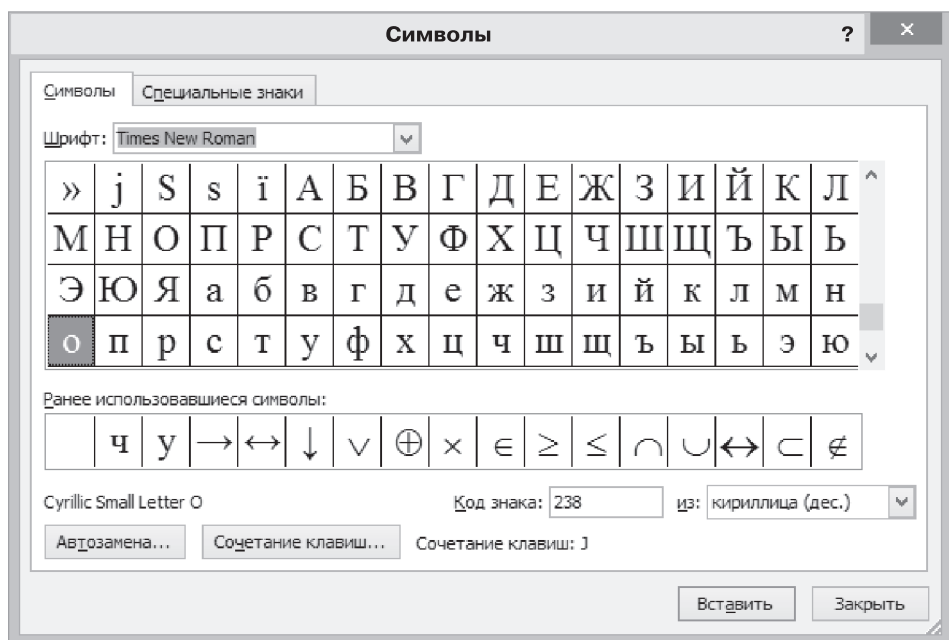 Символы ? ×
Символы Специальные знаки
Шрифт: Times New Roman
» j S s ї А Б В Г Д Е Ж З И Й К Л
М Н О П Р С Т У Ф Х Ц Ч Ш Щ Ъ Ы Ь
Э Ю Я а б в г д е ж з и й к л м н
о п р с т у ф х ц ч ш щ ъ ы ь э ю
Ранее использовавшиеся символы:
ч у → ↔ ↓ ∨ ⊕ × ∈ ≥ ≤ ∩ ∪ ↔ ⊂ ∉
Cyrillic Small Letter O Код знака: 238 из: кириллица (дес.)
Автозамена... Сочетание клавиш... Сочетание клавиш: J
Вставить Закрыть